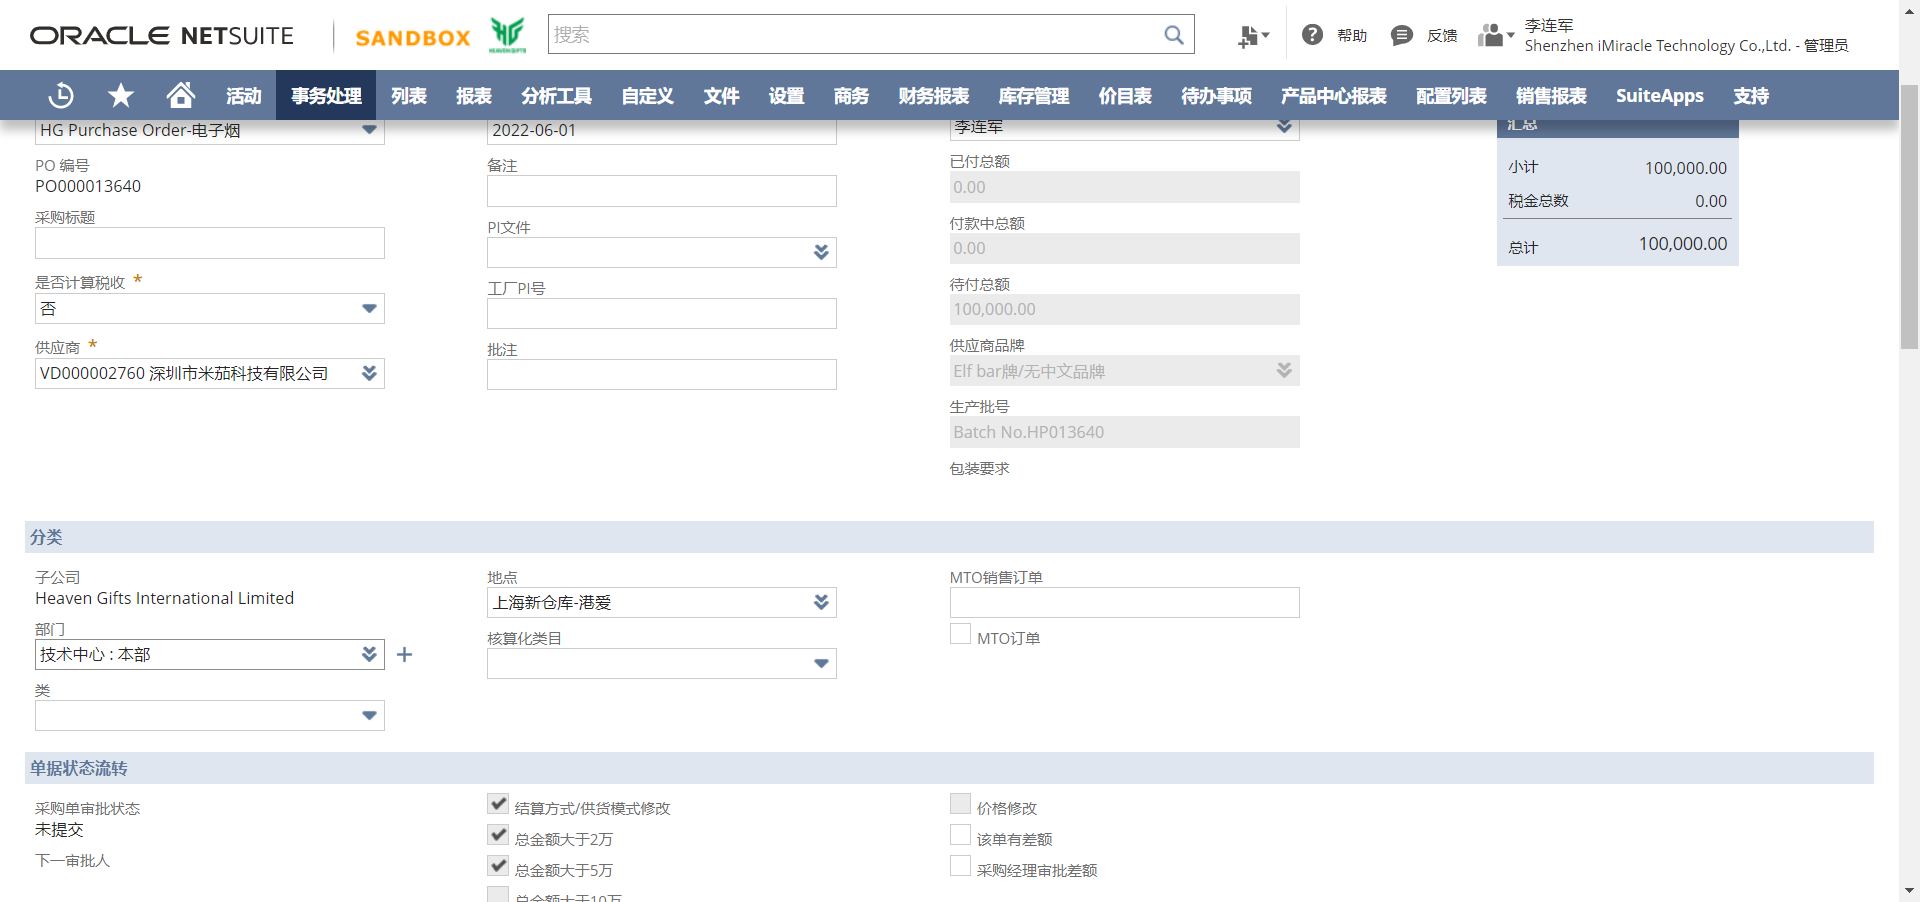 ORACLE NETSUITE
SANDBOX
HEAVEN GIFTS
搜索
帮助
反馈
李连军
Shenzhen iMiracle Technology Co.,Ltd. - 管理员
活动 事务处理 列表 报表 分析工具 自定义 文件 设置 商务 财务报表 库存管理 价目表 待办事项 产品中心报表 配置列表 销售报表 SuiteApps 支持
HG Purchase Order-电子烟
PO 编号
PO000013640
采购标题
是否计算税收 *
否
供应商 *
VD000002760 深圳市米茄科技有限公司
2022-06-01
备注
PI文件
工厂PI号
批注
李连军
已付总额
0.00
付款中总额
0.00
待付总额
100,000.00
供应商品牌
Elf bar牌/无中文品牌
生产批号
Batch No.HP013640
包装要求
汇总
小计 100,000.00
税金总数 0.00
总计 100,000.00
分类
子公司
Heaven Gifts International Limited
部门
技术中心 : 本部
类
地点
上海新仓库-港爱
核算化类目
MTO销售订单
MTO订单
单据状态流转
采购单审批状态
未提交
下一审批人
结算方式/供货模式修改
总金额大于2万
总金额大于5万
总金额大于10万
价格修改
该单有差额
采购经理审批差额